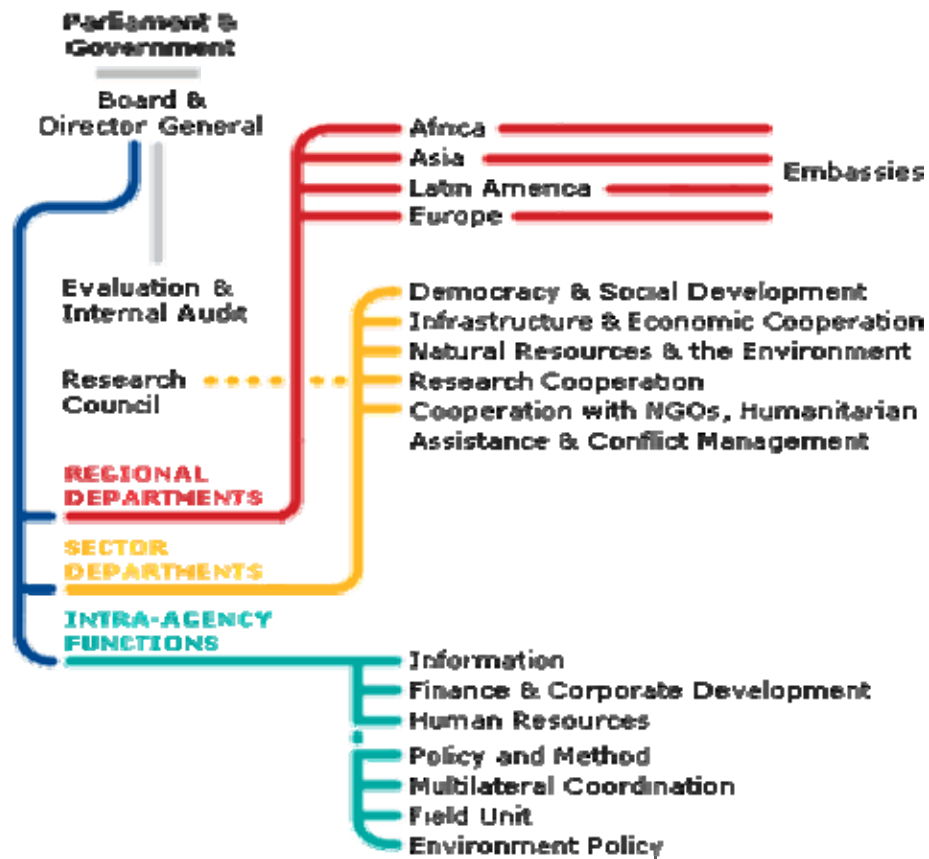 Parliament &
Government
Board &
Director General
Africa
Asia
Latin America
Europe
Embassies
Evaluation &
Internal Audit
Research
Council
Democracy & Social Development
Infrastructure & Economic Cooperation
Natural Resources & the Environment
Research Cooperation
Cooperation with NGOs, Humanitarian
Assistance & Conflict Management
REGIONAL
DEPARTMENTS
SECTOR
DEPARTMENTS
INTRA-AGENCY
FUNCTIONS
Information
Finance & Corporate Development
Human Resources
Policy and Method
Multilateral Coordination
Field Unit
Environment Policy